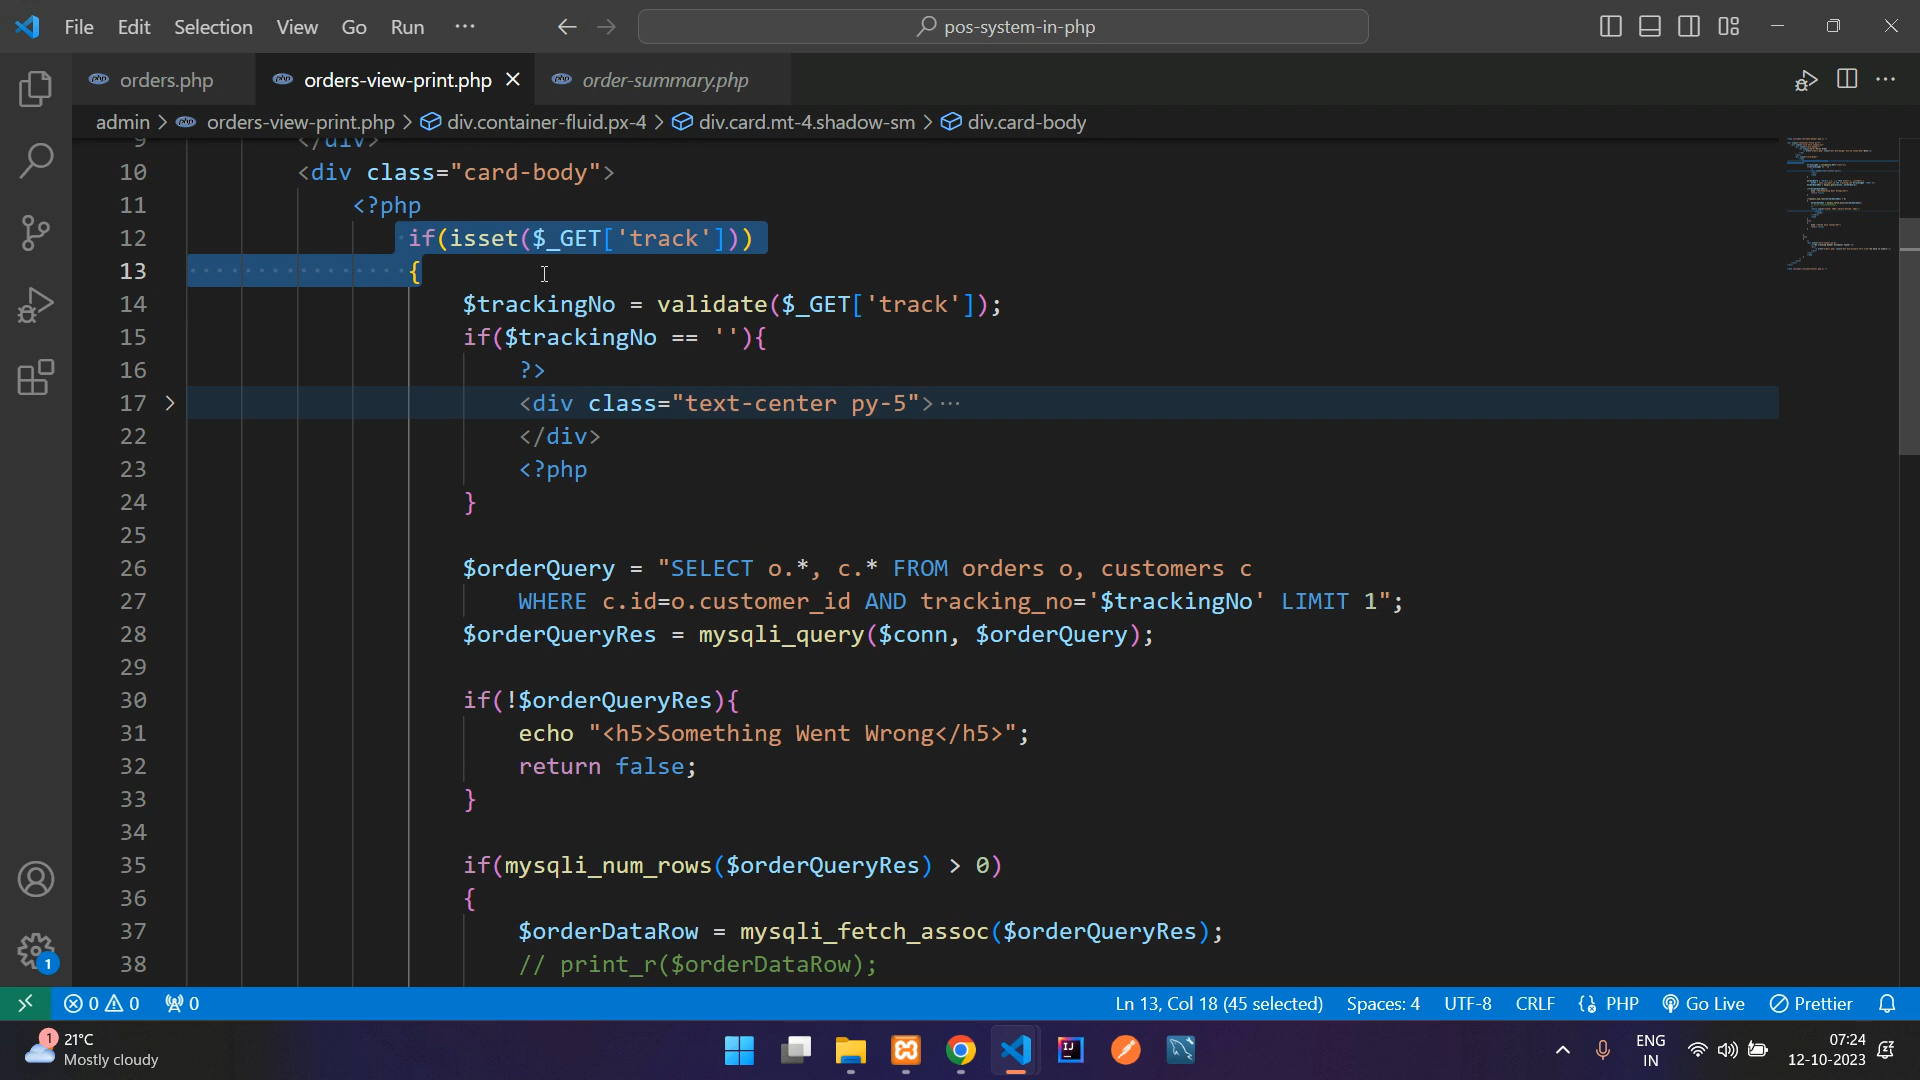 File Edit Selection View Go Run ···
pos-system-in-php
orders.php orders-view-print.php order-summary.php
admin > orders-view-print.php > div.container-fluid.px-4 > div.card.mt-4.shadow-sm > div.card-body
9 </div>
10 <div class="card-body">
11 <?php
12 if(isset($_GET['track']))
13 {
14 $trackingNo = validate($_GET['track']);
15 if($trackingNo == ''){
16 ?>
17 <div class="text-center py-5">···
22 </div>
23 <?php
24 }
25
26 $orderQuery = "SELECT o.*, c.* FROM orders o, customers c
27 WHERE c.id=o.customer_id AND tracking_no='$trackingNo' LIMIT 1";
28 $orderQueryRes = mysqli_query($conn, $orderQuery);
29
30 if(!$orderQueryRes){
31 echo "<h5>Something Went Wrong</h5>";
32 return false;
33 }
34
35 if(mysqli_num_rows($orderQueryRes) > 0)
36 {
37 $orderDataRow = mysqli_fetch_assoc($orderQueryRes);
38 // print_r($orderDataRow);
1
0 0 0 Ln 13, Col 18 (45 selected) Spaces: 4 UTF-8 CRLF PHP Go Live Prettier
1 21°C
Mostly cloudy
ENG
IN
07:24
12-10-2023